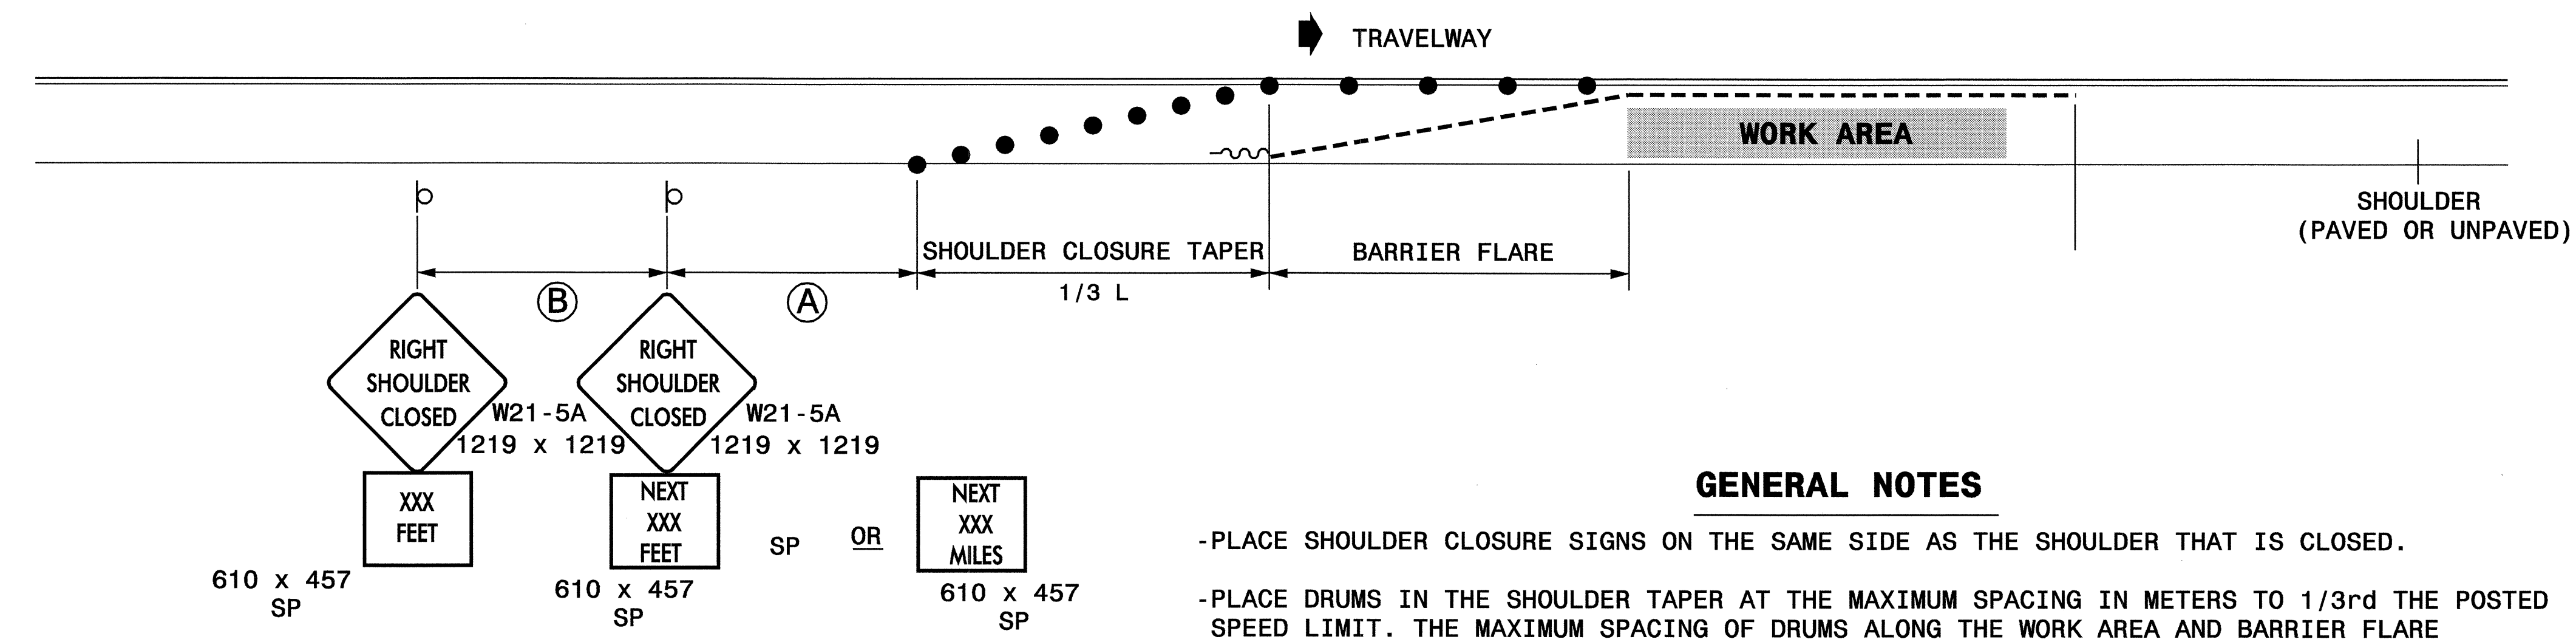 TRAVELWAY
WORK AREA
SHOULDER
(PAVED OR UNPAVED)
SHOULDER CLOSURE TAPER
BARRIER FLARE
1/3 L
B
A
RIGHT
SHOULDER
CLOSED
W21-5A
1219 x 1219
RIGHT
SHOULDER
CLOSED
W21-5A
1219 x 1219
XXX
FEET
610 x 457
SP
NEXT
XXX
FEET
610 x 457
SP
SP
OR
NEXT
XXX
MILES
610 x 457
SP
GENERAL NOTES
-PLACE SHOULDER CLOSURE SIGNS ON THE SAME SIDE AS THE SHOULDER THAT IS CLOSED.
-PLACE DRUMS IN THE SHOULDER TAPER AT THE MAXIMUM SPACING IN METERS TO 1/3rd THE POSTED
SPEED LIMIT. THE MAXIMUM SPACING OF DRUMS ALONG THE WORK AREA AND BARRIER FLARE